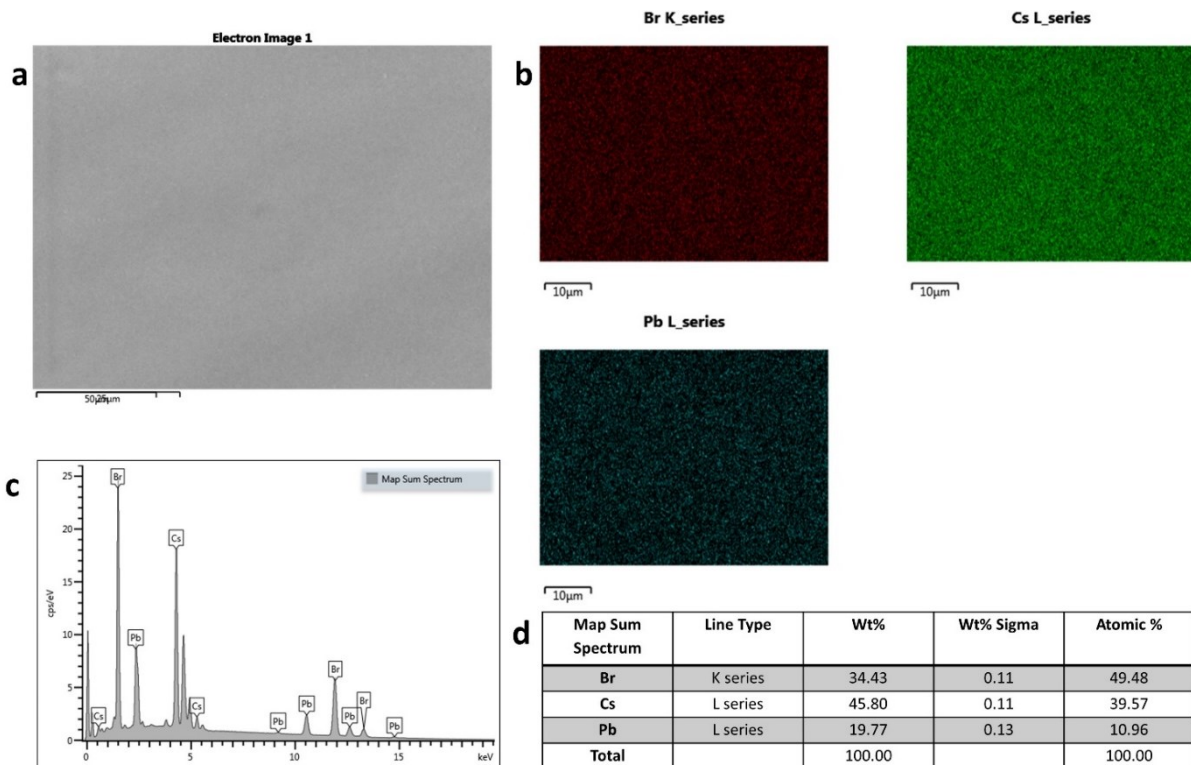 a
Electron Image 1
b
Br K_series
10µm
Cs L_series
10µm
Pb L_series
10µm
c
Map Sum Spectrum
cps/eV
25
20
15
10
5
0
Br
Cs
Pb
Cs
Cs
Pb
Pb
Br
Pb
Br
Pb
0 5 10 15 keV
d
Map Sum Spectrum Line Type Wt% Wt% Sigma Atomic %
Br K series 34.43 0.11 49.48
Cs L series 45.80 0.11 39.57
Pb L series 19.77 0.13 10.96
Total 100.00 100.00